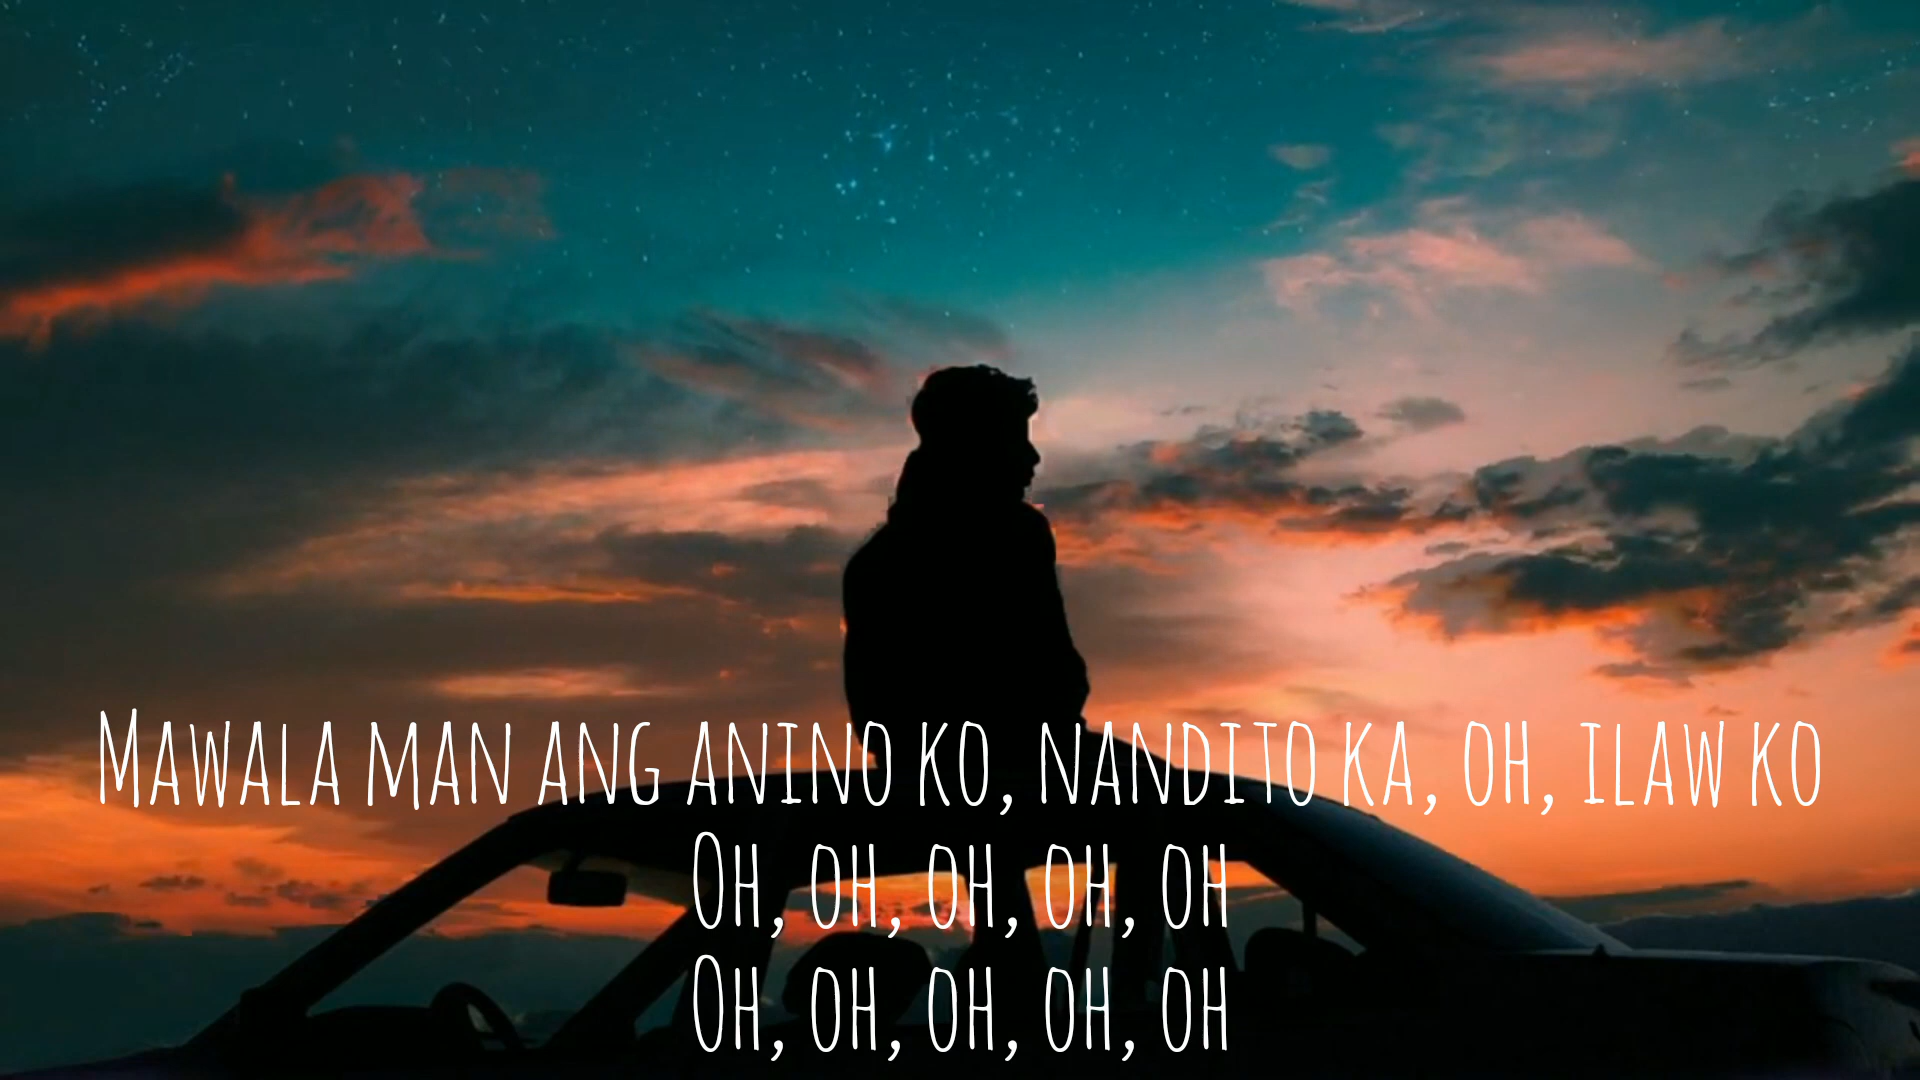 Mawala man ang anino ko, nandito ka, oh, ilaw ko
Oh, oh, oh, oh, oh
Oh, oh, oh, oh, oh